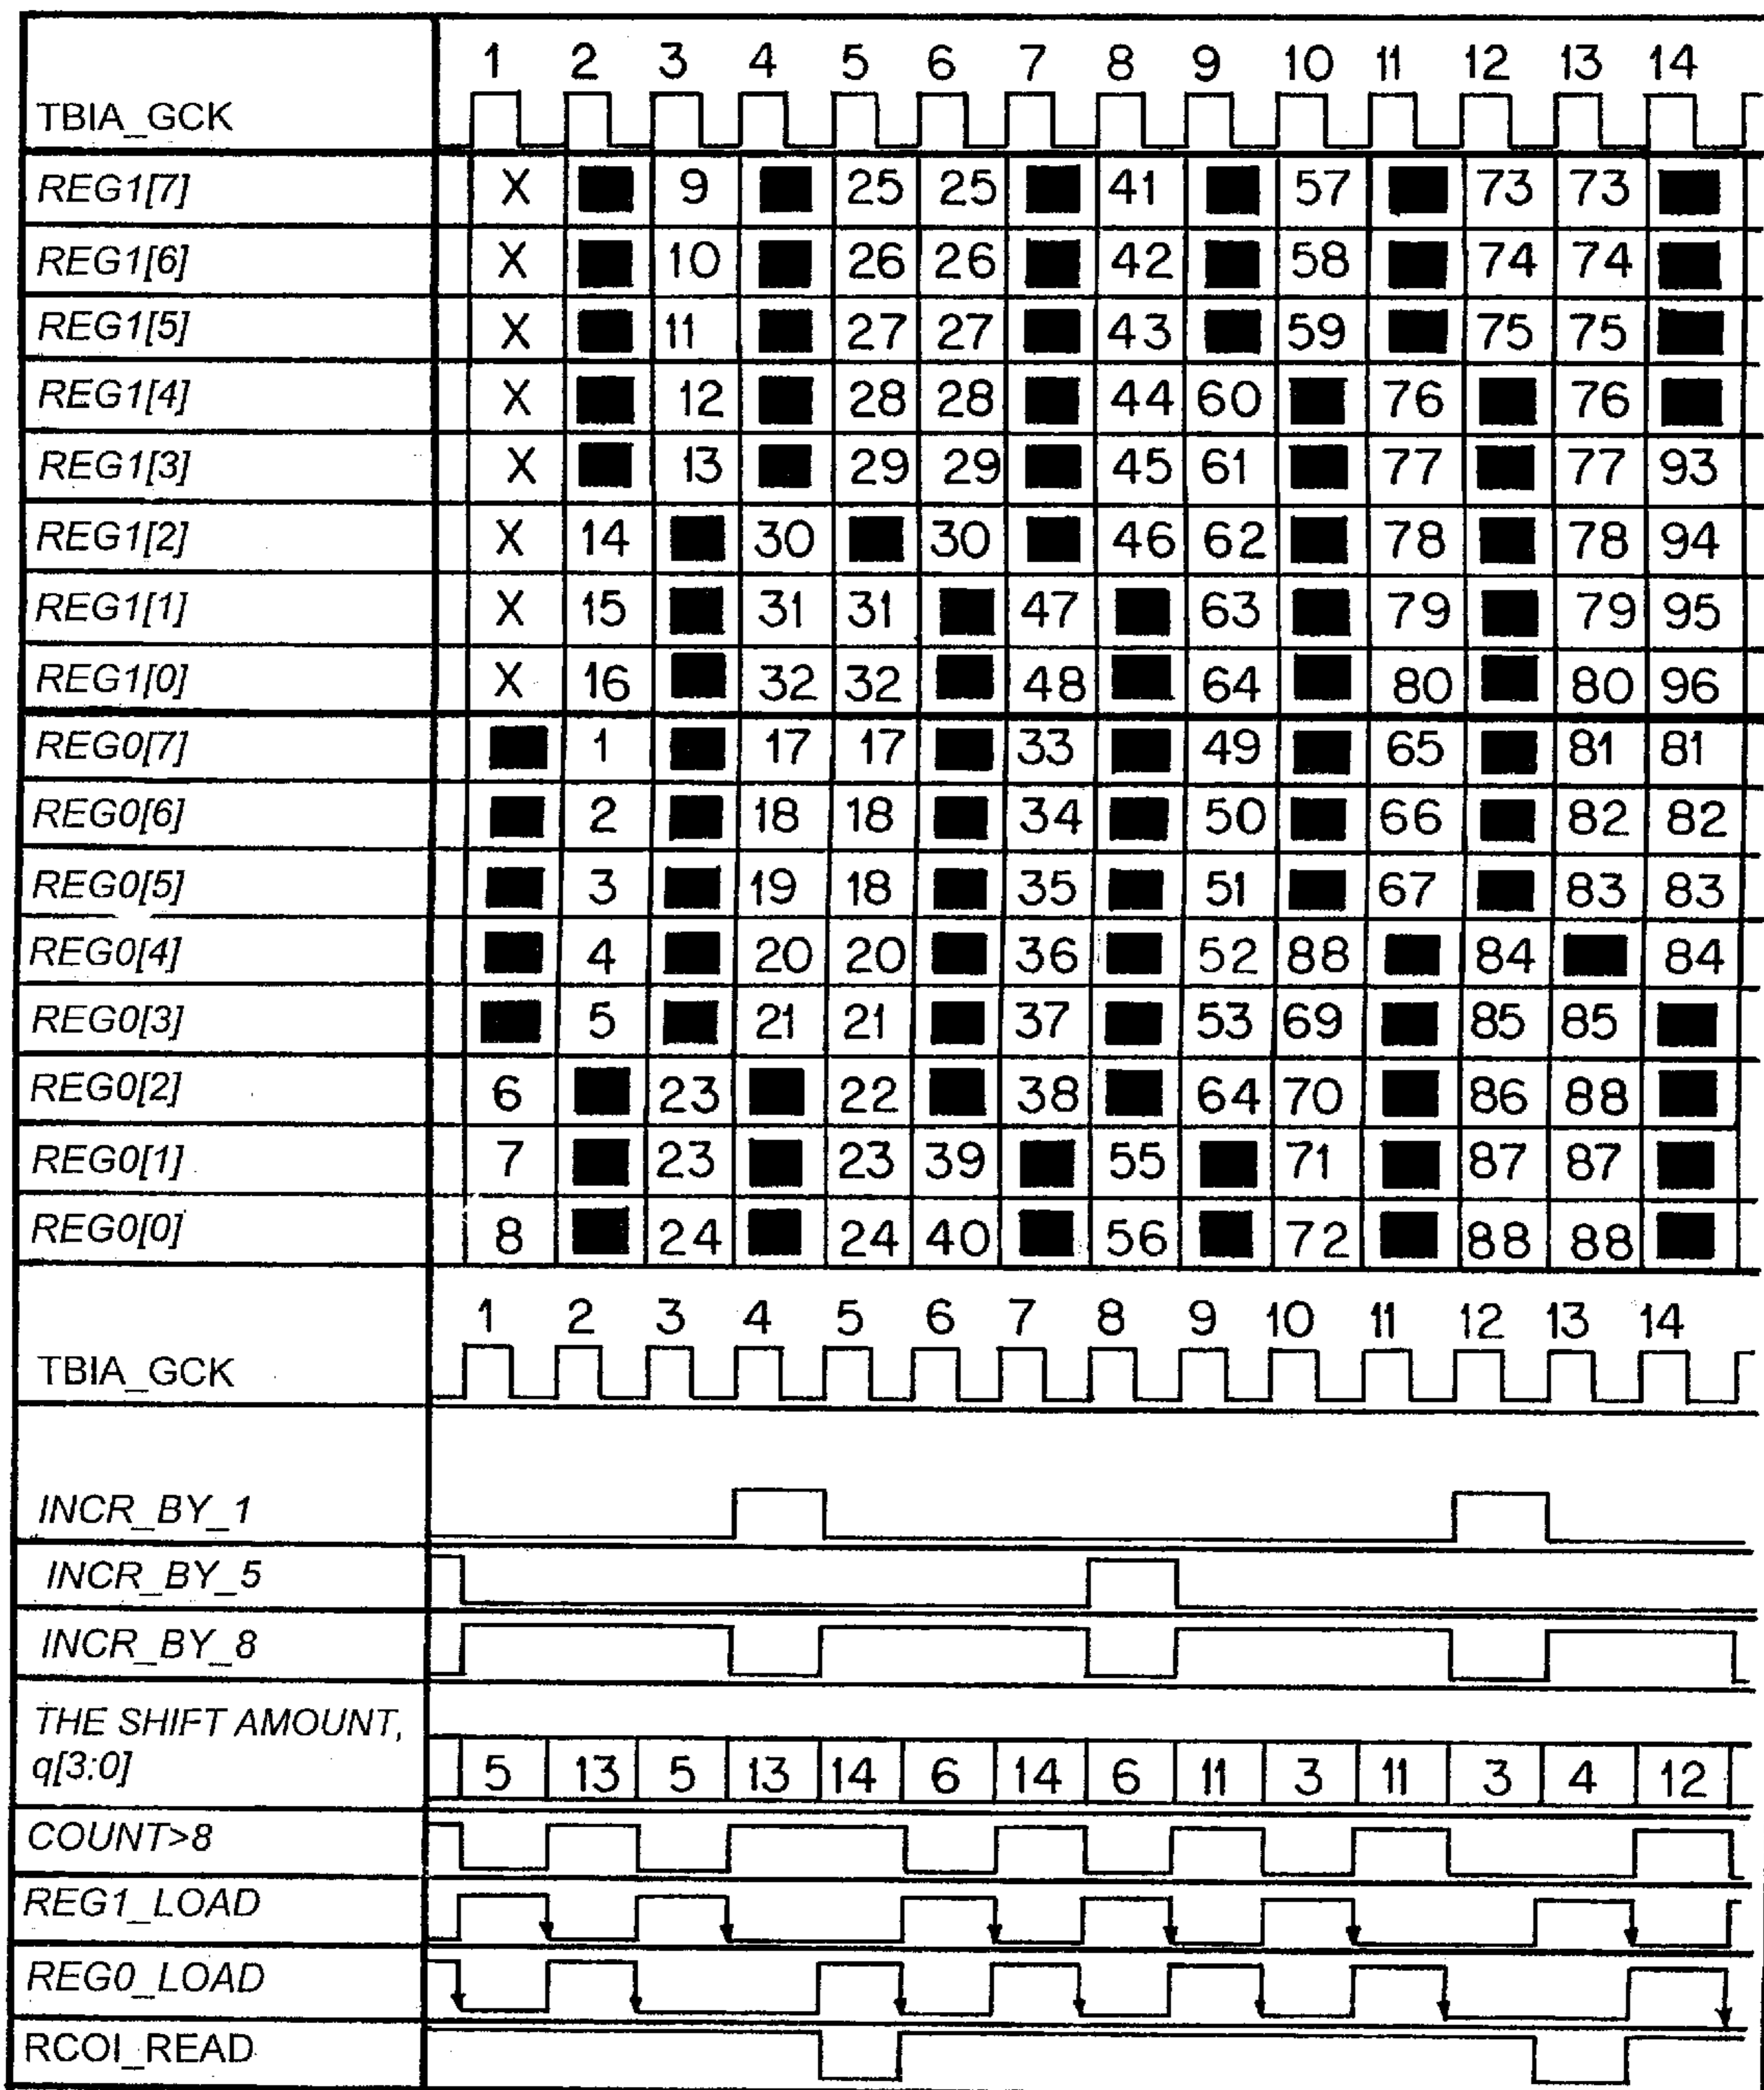 1 2 3 4 5 6 7 8 9 10 11 12 13 14
TBIA_GCK
REG1[7] X 9 25 25 41 57 73 73
REG1[6] X 10 26 26 42 58 74 74
REG1[5] X 11 27 27 43 59 75 75
REG1[4] X 12 28 28 44 60 76 76
REG1[3] X 13 29 29 45 61 77 77 93
REG1[2] X 14 30 30 46 62 78 78 94
REG1[1] X 15 31 31 47 63 79 79 95
REG1[0] X 16 32 32 48 64 80 80 96
REG0[7] 1 17 17 33 49 65 81 81
REG0[6] 2 18 18 34 50 66 82 82
REG0[5] 3 19 18 35 51 67 83 83
REG0[4] 4 20 20 36 52 88 84 84
REG0[3] 5 21 21 37 53 69 85 85
REG0[2] 6 23 22 38 64 70 86 88
REG0[1] 7 23 23 39 55 71 87 87
REG0[0] 8 24 24 40 56 72 88 88
1 2 3 4 5 6 7 8 9 10 11 12 13 14
TBIA_GCK
INCR_BY_1
INCR_BY_5
INCR_BY_8
THE SHIFT AMOUNT,
q[3:0] 5 13 5 13 14 6 14 6 11 3 11 3 4 12
COUNT>8
REG1_LOAD
REG0_LOAD
RCOI_READ